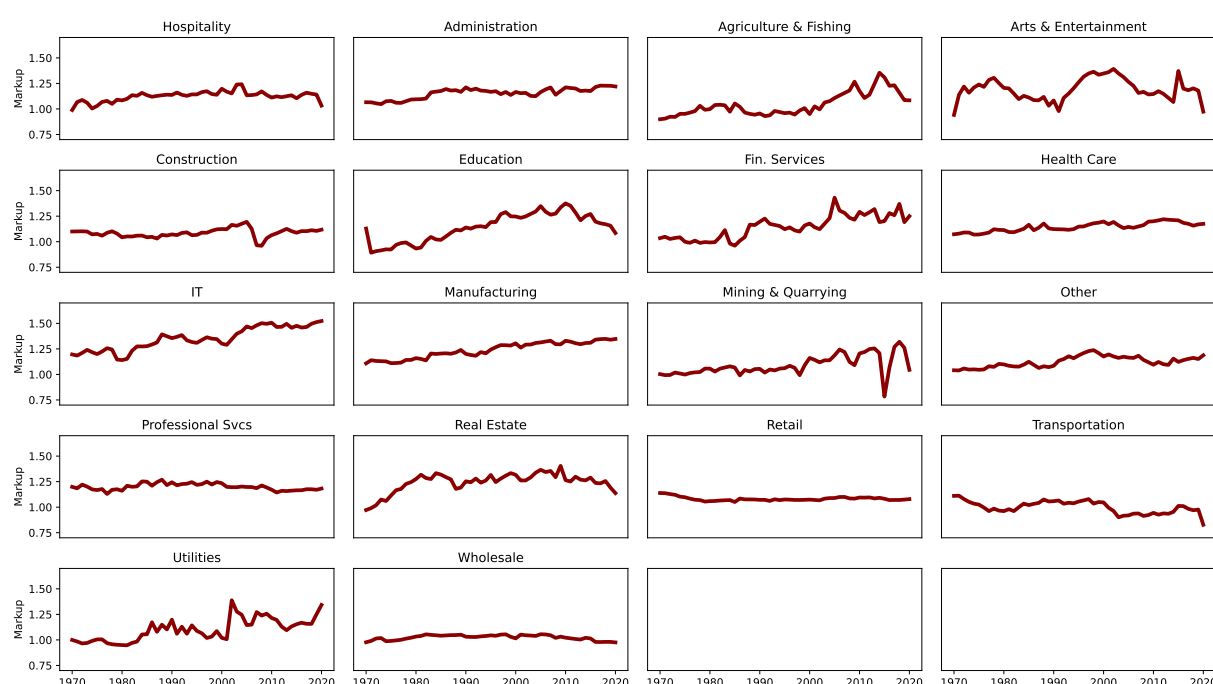 Hospitality Administration Agriculture & Fishing Arts & Entertainment
Markup
1.50
1.25
1.00
0.75
Construction Education Fin. Services Health Care
Markup
1.50
1.25
1.00
0.75
IT Manufacturing Mining & Quarrying Other
Markup
1.50
1.25
1.00
0.75
Professional Svcs Real Estate Retail Transportation
Markup
1.50
1.25
1.00
0.75
Utilities Wholesale
Markup
1.50
1.25
1.00
0.75
1970 1980 1990 2000 2010 2020 1970 1980 1990 2000 2010 2020 1970 1980 1990 2000 2010 2020 1970 1980 1990 2000 2010 2020